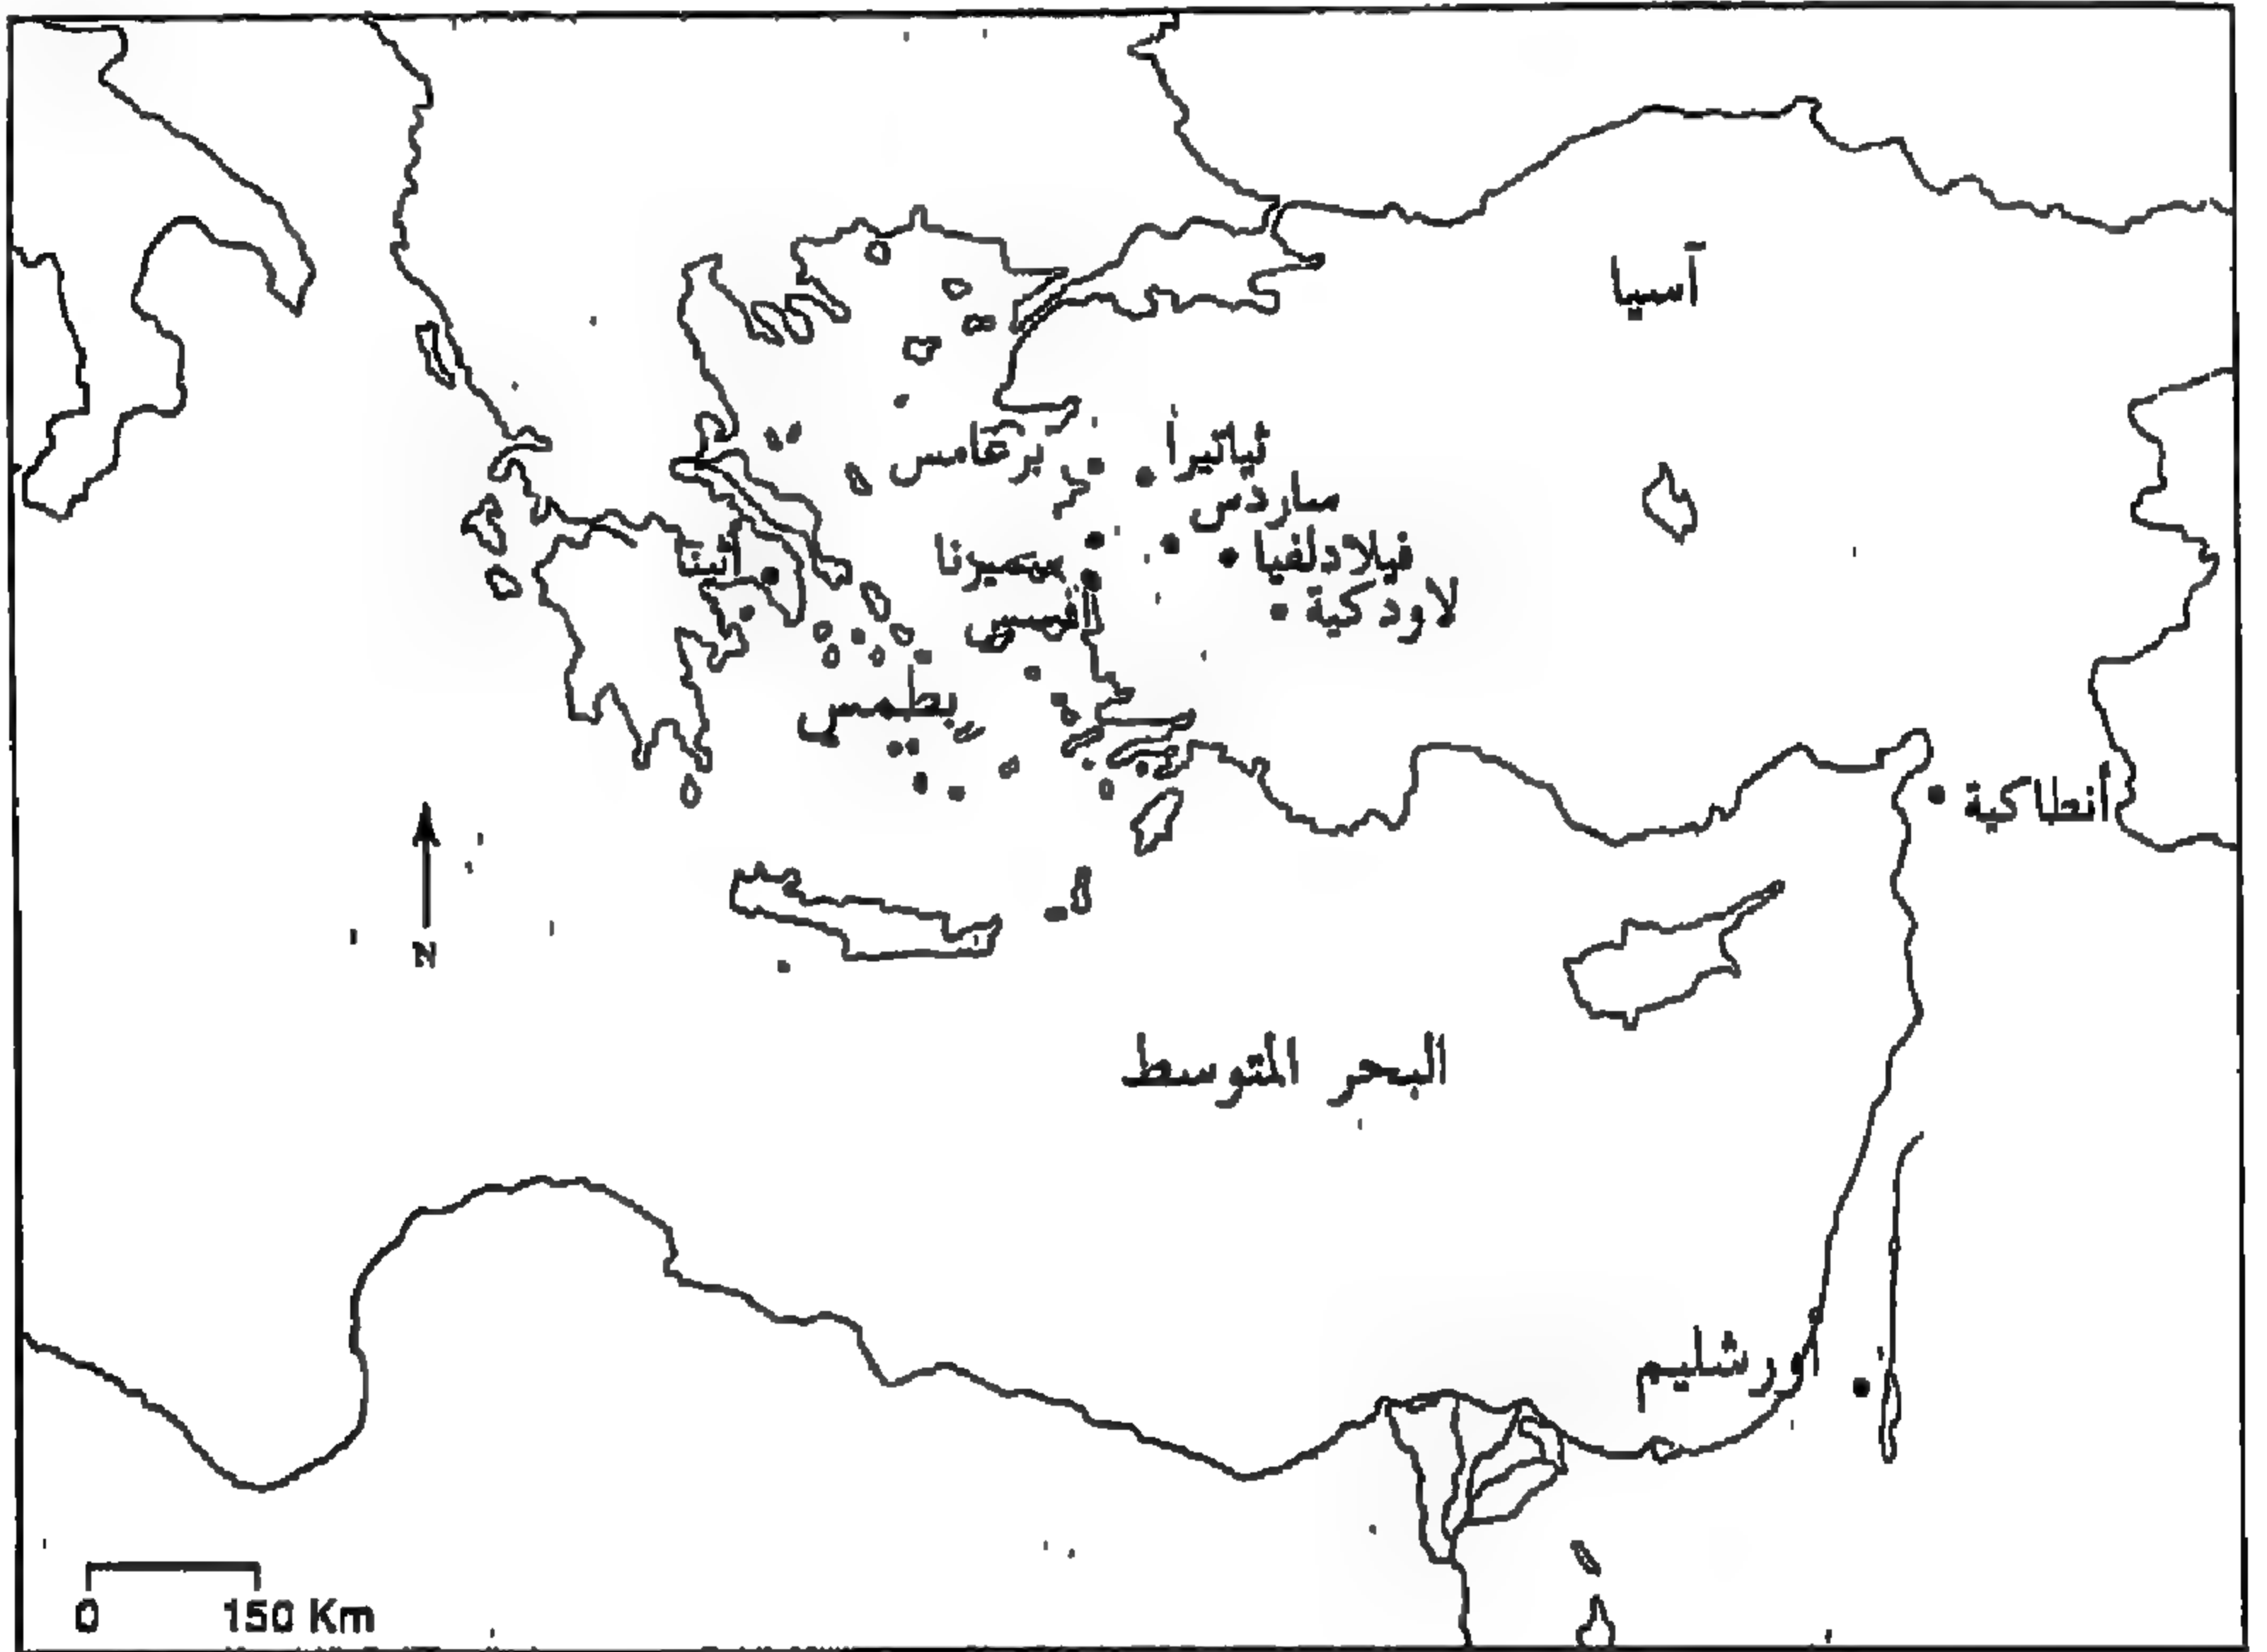 آسيا
ثياتيرا
برغامس
ساردس
فيلادلفيا
سميرنا
أثينا
لاودكية
أفسس
بطمس
أنطاكية
N
البحر المتوسط
أورشليم
0 150 Km